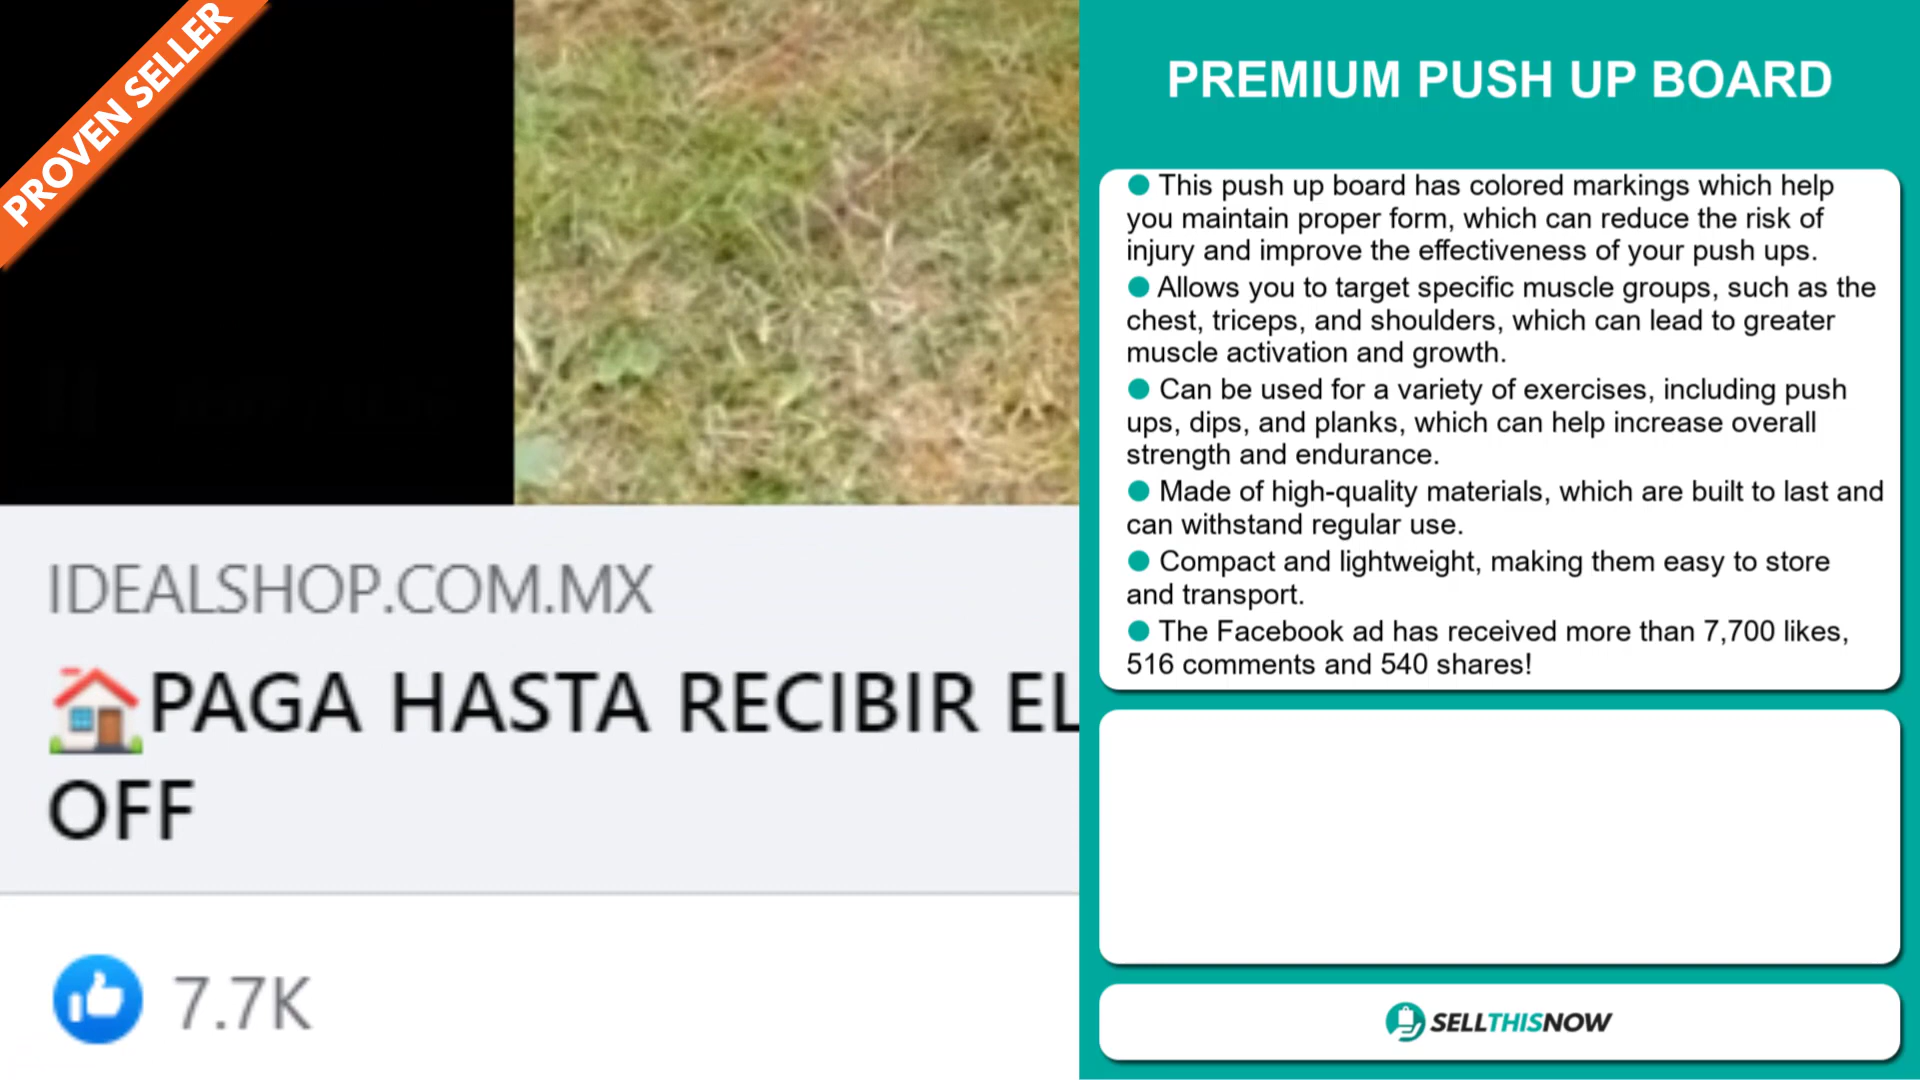 PROVEN SELLER
IDEALSHOP.COM.MX
PAGA HASTA RECIBIR EL
OFF
7.7K
PREMIUM PUSH UP BOARD
● This push up board has colored markings which help
you maintain proper form, which can reduce the risk of
injury and improve the effectiveness of your push ups.
● Allows you to target specific muscle groups, such as the
chest, triceps, and shoulders, which can lead to greater
muscle activation and growth.
● Can be used for a variety of exercises, including push
ups, dips, and planks, which can help increase overall
strength and endurance.
● Made of high-quality materials, which are built to last and
can withstand regular use.
● Compact and lightweight, making them easy to store
and transport.
● The Facebook ad has received more than 7,700 likes,
516 comments and 540 shares!
SELLTHISNOW